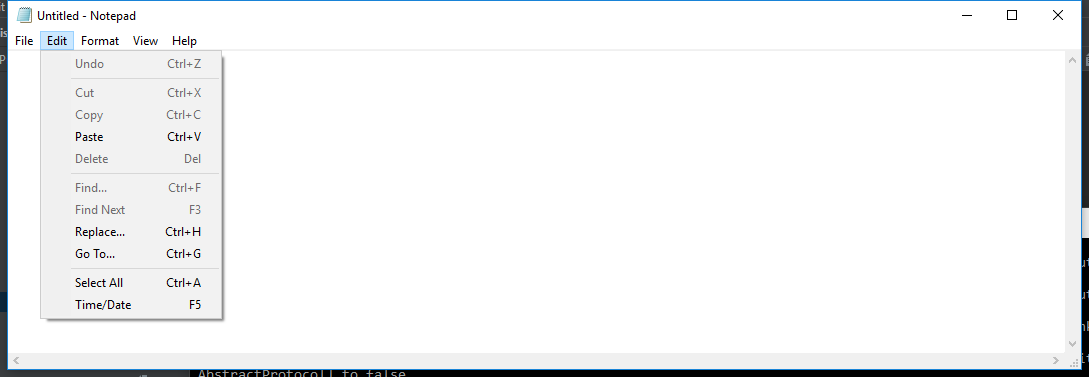 Untitled - Notepad
File Edit Format View Help
Undo Ctrl+Z
Cut Ctrl+X
Copy Ctrl+C
Paste Ctrl+V
Delete Del
Find... Ctrl+F
Find Next F3
Replace... Ctrl+H
Go To... Ctrl+G
Select All Ctrl+A
Time/Date F5
AbstractProtocol] to false